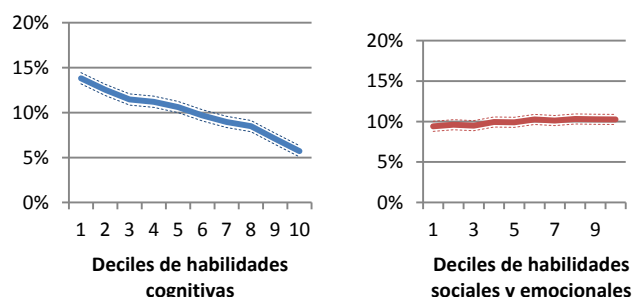 20%
15%
10%
5%
0%
1 2 3 4 5 6 7 8 9 10
Deciles de habilidades
cognitivas
20%
15%
10%
5%
0%
1 3 5 7 9
Deciles de habilidades
sociales y emocionales